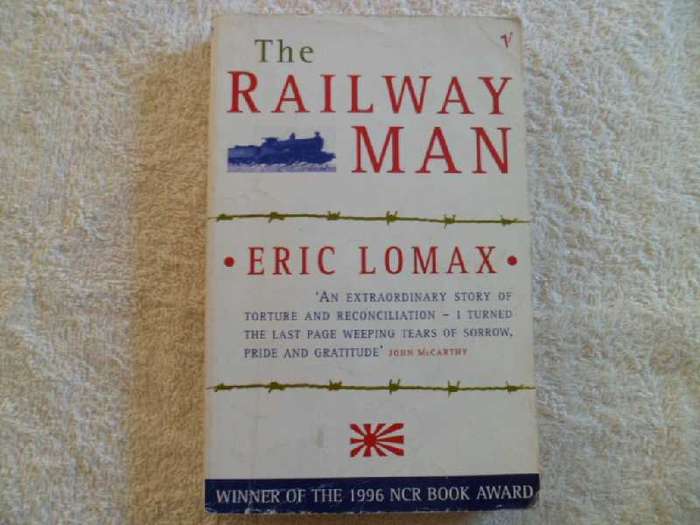 The
V
RAILWAY
MAN
• ERIC LOMAX •
'AN EXTRAORDINARY STORY OF
TORTURE AND RECONCILIATION – I TURNED
THE LAST PAGE WEEPING TEARS OF SORROW,
PRIDE AND GRATITUDE' JOHN McCARTHY
WINNER OF THE 1996 NCR BOOK AWARD